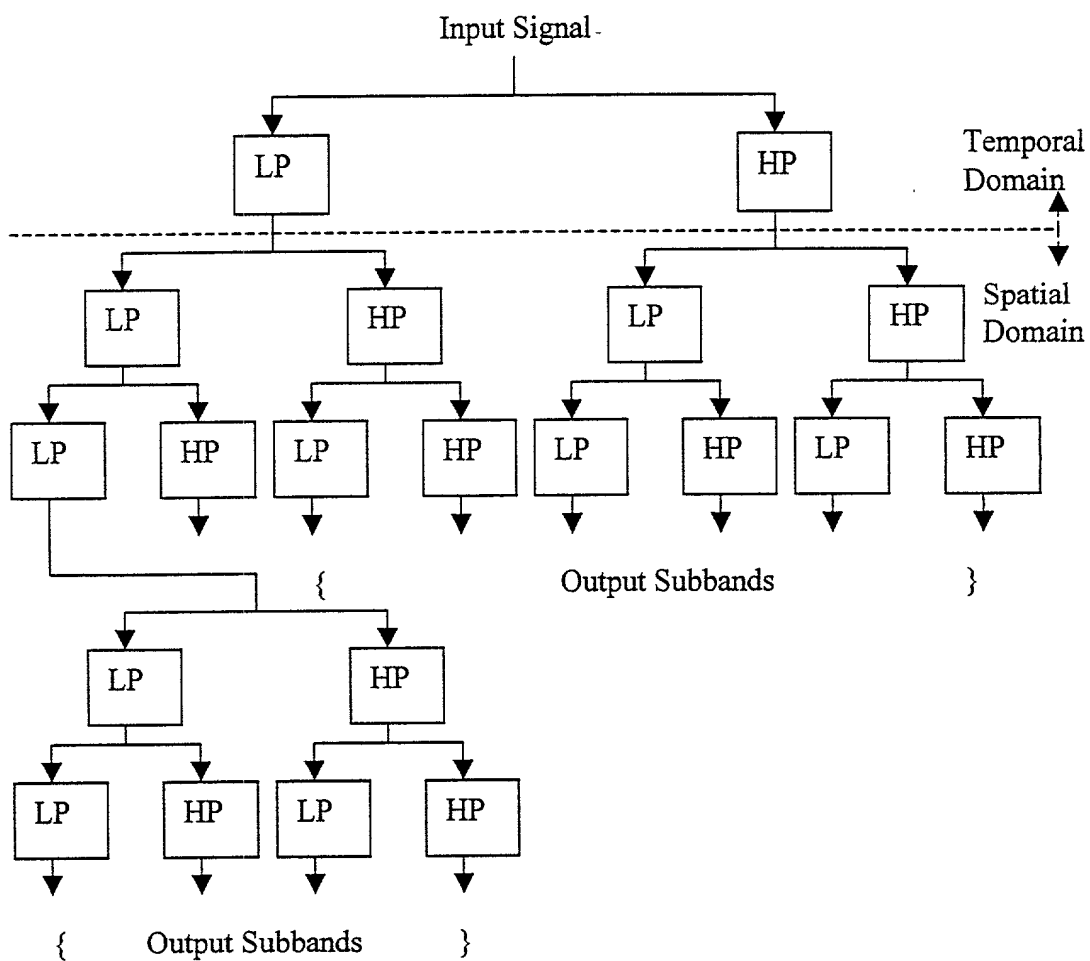 Input Signal
LP
HP
Temporal
Domain
LP
HP
LP
HP
Spatial
Domain
LP
HP
LP
HP
LP
HP
LP
HP
{ Output Subbands }
LP
HP
LP
HP
LP
HP
{ Output Subbands }